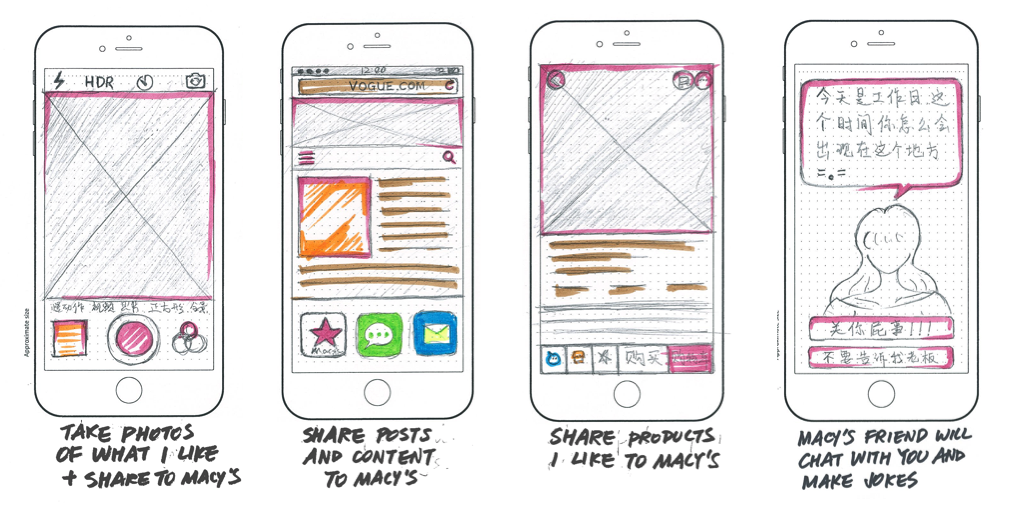 HDR
慢动作 视频 照片 正方形 全景
Approximate size
TAKE PHOTOS
OF WHAT I LIKE
+ SHARE TO MACY'S
12:00
VOGUE.COM
Macy's
SHARE POSTS
AND CONTENT
TO MACY'S
购买
SHARE PRODUCTS
I LIKE TO MACY'S
今天是工作日这
个时间你怎么会
出现在这个地方
=。=
关你屁事!!!
不要告诉我老板
MACY'S FRIEND WILL
CHAT WITH YOU AND
MAKE JOKES